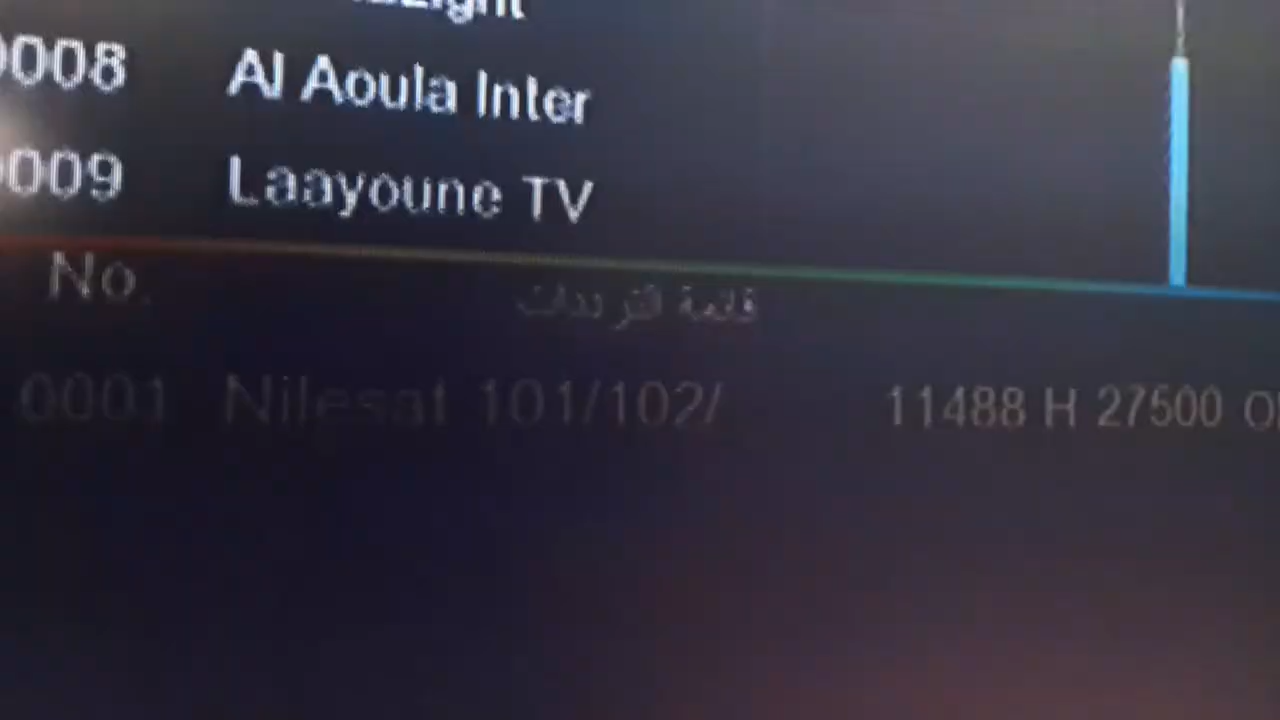 0008 Al Aoula Inter
0009 Laayoune TV
No.
قائمة الترددات
0001 Nilesat 101/102/ 11488 H 27500